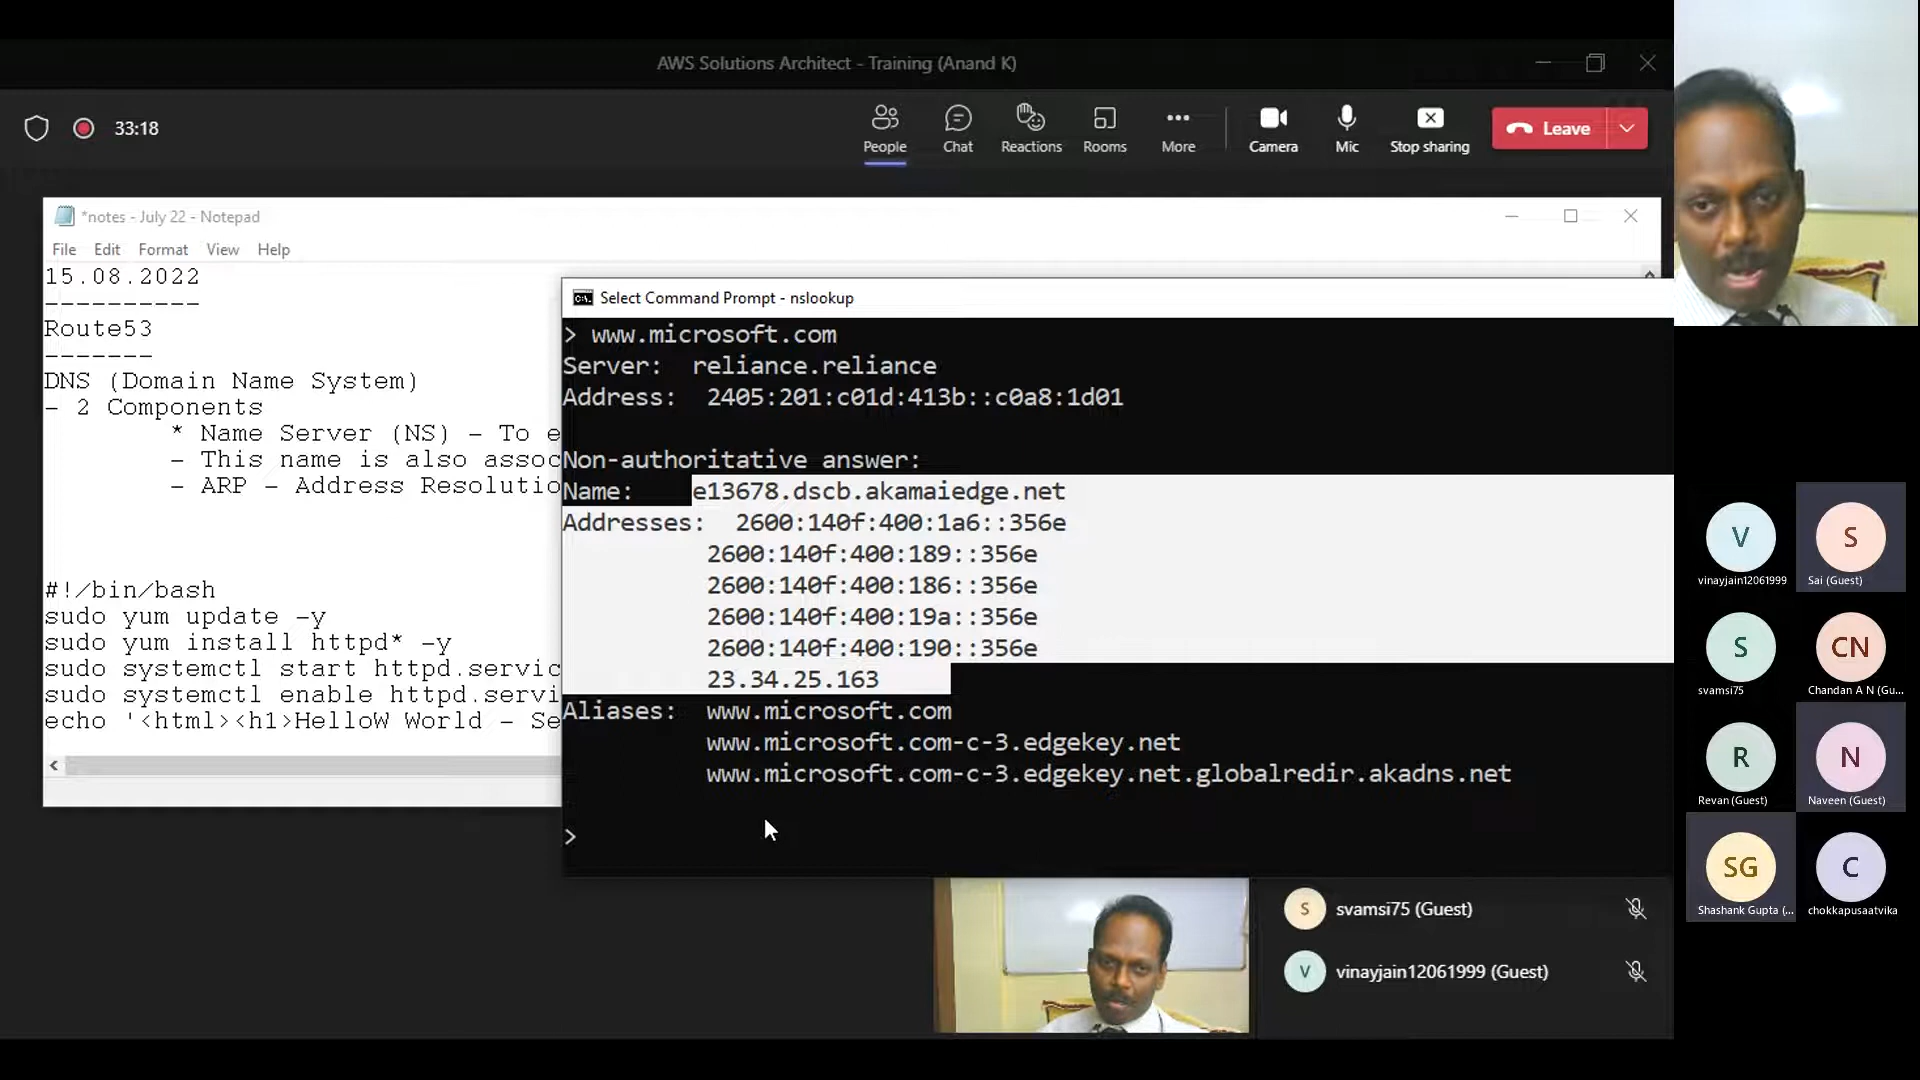 AWS Solutions Architect - Training (Anand K)
33:18
People
Chat
Reactions
Rooms
More
Camera
Mic
Stop sharing
Leave
*notes - July 22 - Notepad
File Edit Format View Help
15.08.2022
----------
Route53
-------
DNS (Domain Name System)
- 2 Components
* Name Server (NS) - To e
- This name is also assoc
- ARP - Address Resolutio
#!/bin/bash
sudo yum update -y
sudo yum install httpd* -y
sudo systemctl start httpd.servic
sudo systemctl enable httpd.servi
echo '<html><h1>HelloW World - Se
Select Command Prompt - nslookup
> www.microsoft.com
Server: reliance.reliance
Address: 2405:201:c01d:413b::c0a8:1d01
Non-authoritative answer:
Name: e13678.dscb.akamaiedge.net
Addresses: 2600:140f:400:1a6::356e
2600:140f:400:189::356e
2600:140f:400:186::356e
2600:140f:400:19a::356e
2600:140f:400:190::356e
23.34.25.163
Aliases: www.microsoft.com
www.microsoft.com-c-3.edgekey.net
www.microsoft.com-c-3.edgekey.net.globalredir.akadns.net
>
S
svamsi75 (Guest)
V
vinayjain12061999 (Guest)
V
vinayjain12061999
S
Sai (Guest)
S
svamsi75
CN
Chandan A N (Gu...
R
Revan (Guest)
N
Naveen (Guest)
SG
Shashank Gupta (...
C
chokkapusaatvika